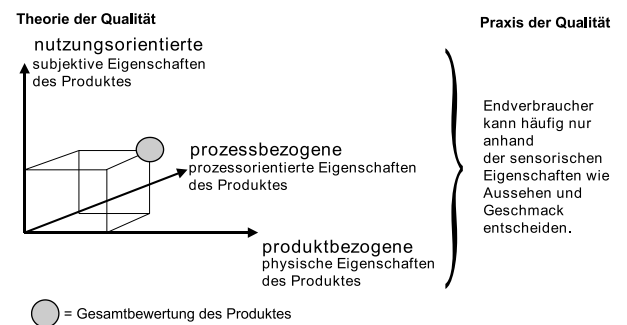 Theorie der Qualität
nutzungsorientierte
subjektive Eigenschaften
des Produktes
prozessbezogene
prozessorientierte Eigenschaften
des Produktes
produktbezogene
physische Eigenschaften
des Produktes
= Gesamtbewertung des Produktes
Praxis der Qualität
Endverbraucher
kann häufig nur
anhand
der sensorischen
Eigenschaften wie
Aussehen und
Geschmack
entscheiden.